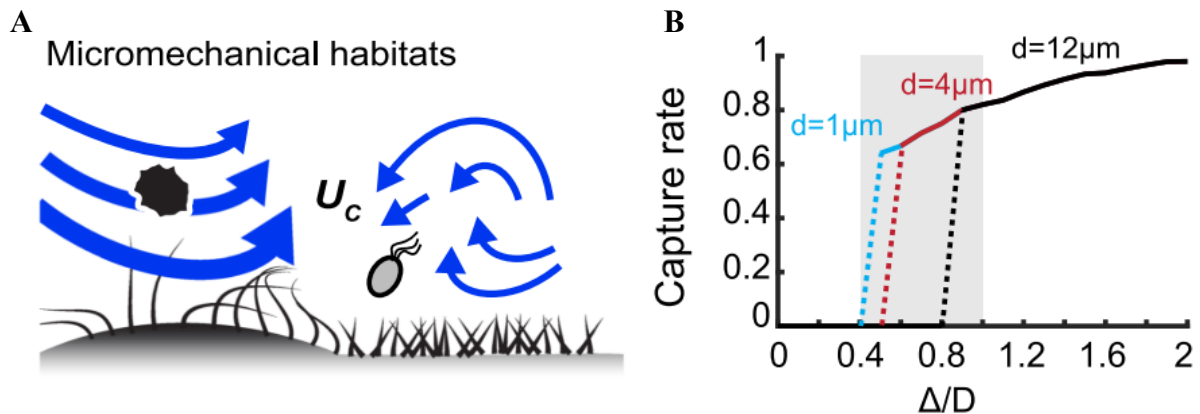 A
Micromechanical habitats
U_C
B
d=12µm
d=4µm
d=1µm
Capture rate
1
0.8
0.6
0.4
0.2
0
0 0.4 0.8 1.2 1.6 2
Δ/D